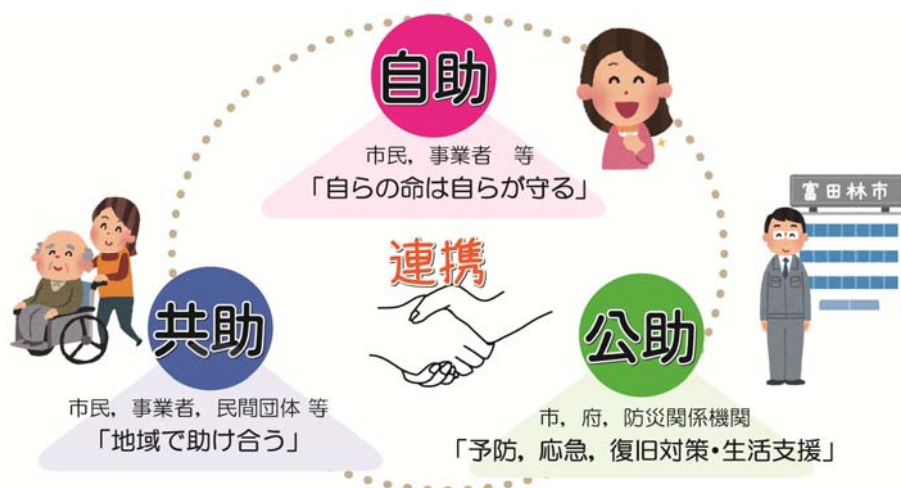 自助
市民，事業者　等
「自らの命は自らが守る」
富田林市
連携
共助
市民，事業者，民間団体 等
「地域で助け合う」
公助
市，府，防災関係機関
「予防，応急，復旧対策・生活支援」